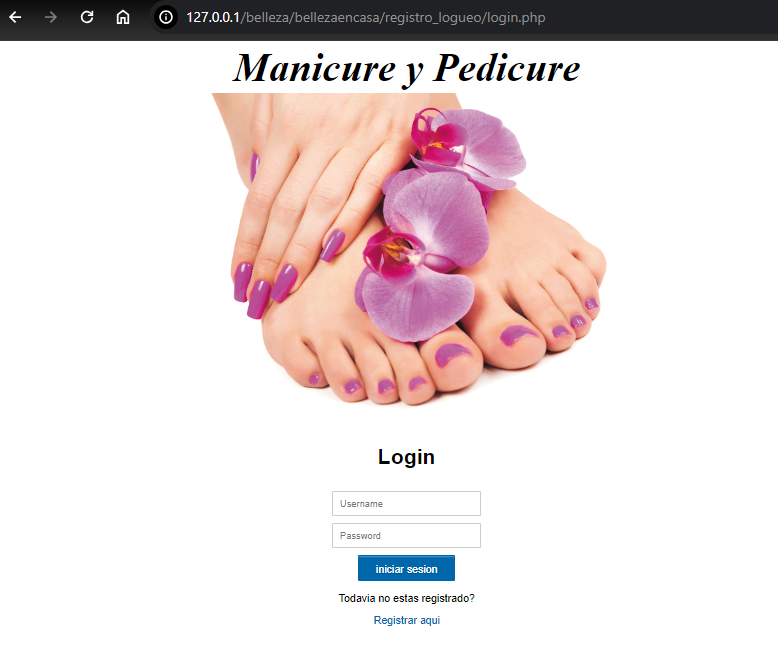 127.0.0.1/belleza/bellezaencasa/registro_logueo/login.php
Manicure y Pedicure
Login
Username
Password
iniciar sesion
Todavia no estas registrado?
Registrar aqui